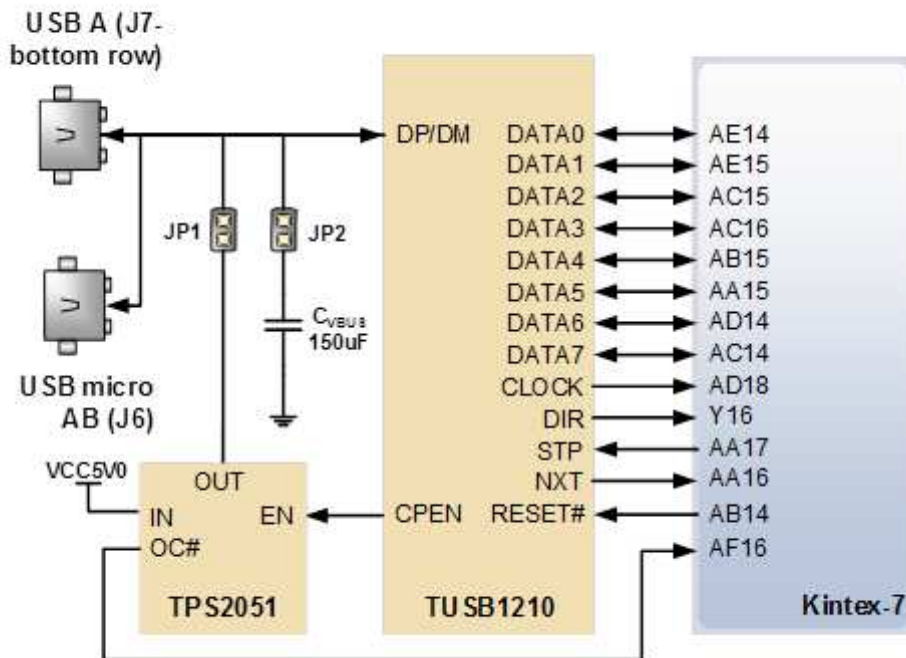 USB A (J7-
bottom row)
DP/DM
DATA0
AE14
DATA1
AE15
DATA2
AC15
JP1
JP2
DATA3
AC16
DATA4
AB15
DATA5
AA15
CVBUS
150uF
DATA6
AD14
DATA7
AC14
USB micro
AB (J6)
CLOCK
AD18
DIR
Y16
STP
AA17
VCC5V0
OUT
NXT
AA16
IN
EN
CPEN
RESET#
AB14
OC#
AF16
TPS2051
TUSB1210
Kintex-7